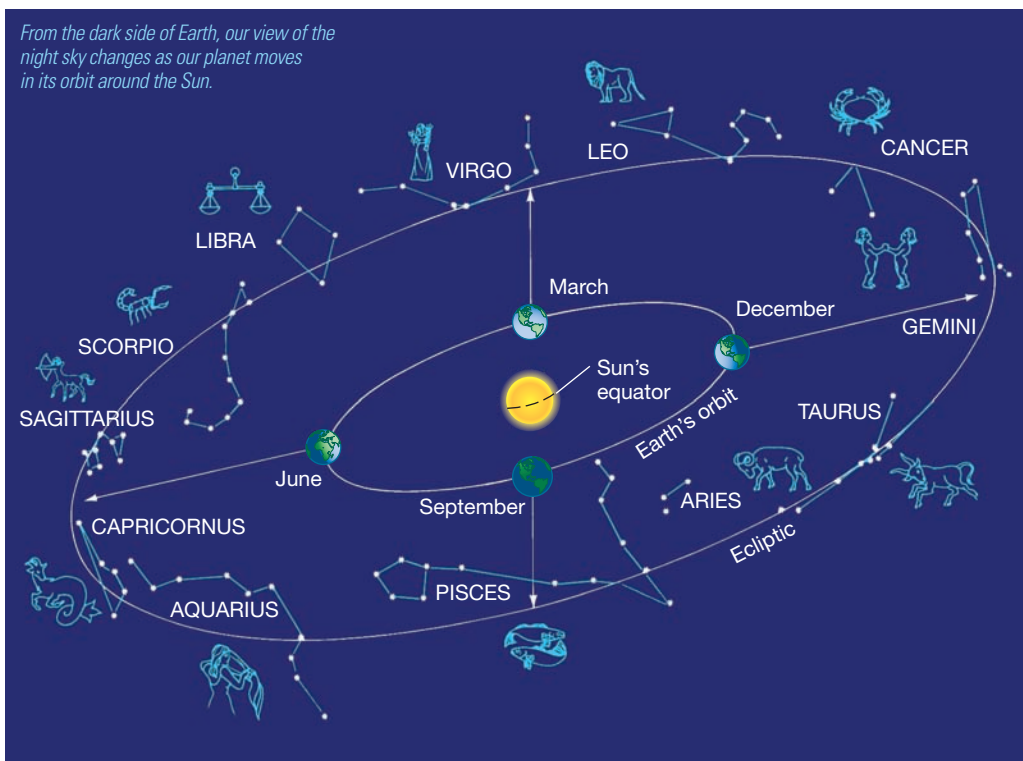 From the dark side of Earth, our view of the
night sky changes as our planet moves
in its orbit around the Sun.
LEO
CANCER
VIRGO
LIBRA
March
December
GEMINI
SCORPIO
Sun's
equator
SAGITTARIUS
TAURUS
Earth's orbit
June
September
ARIES
CAPRICORNUS
Ecliptic
PISCES
AQUARIUS